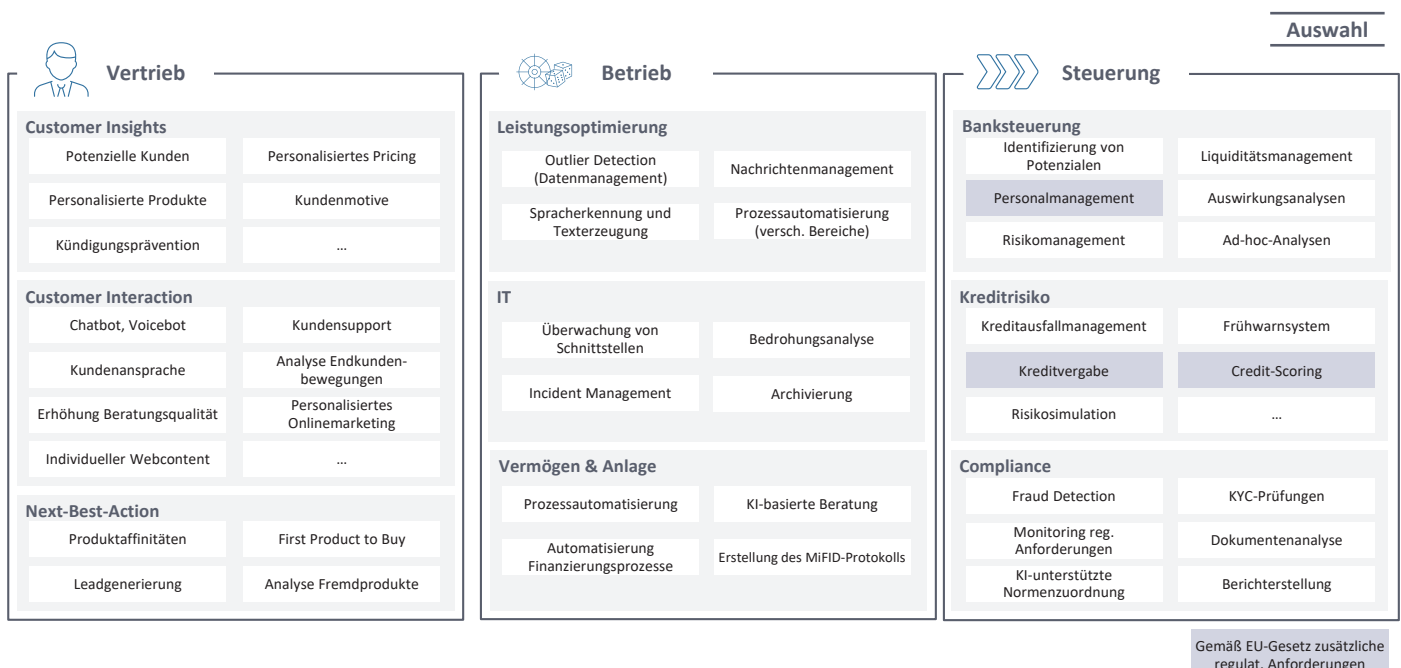 Auswahl
Vertrieb
Customer Insights
Potenzielle Kunden
Personalisiertes Pricing
Personalisierte Produkte
Kundenmotive
Kündigungsprävention
...
Customer Interaction
Chatbot, Voicebot
Kundensupport
Kundenansprache
Analyse Endkunden-
bewegungen
Erhöhung Beratungsqualität
Personalisiertes
Onlinemarketing
Individueller Webcontent
...
Next-Best-Action
Produktaffinitäten
First Product to Buy
Leadgenerierung
Analyse Fremdprodukte
Betrieb
Leistungsoptimierung
Outlier Detection
(Datenmanagement)
Nachrichtenmanagement
Spracherkennung und
Texterzeugung
Prozessautomatisierung
(versch. Bereiche)
IT
Überwachung von
Schnittstellen
Bedrohungsanalyse
Incident Management
Archivierung
Vermögen & Anlage
Prozessautomatisierung
KI-basierte Beratung
Automatisierung
Finanzierungsprozesse
Erstellung des MiFID-Protokolls
Steuerung
Banksteuerung
Identifizierung von
Potenzialen
Liquiditätsmanagement
Personalmanagement
Auswirkungsanalysen
Risikomanagement
Ad-hoc-Analysen
Kreditrisiko
Kreditausfallmanagement
Frühwarnsystem
Kreditvergabe
Credit-Scoring
Risikosimulation
...
Compliance
Fraud Detection
KYC-Prüfungen
Monitoring reg.
Anforderungen
Dokumentenanalyse
KI-unterstützte
Normenzuordnung
Berichterstellung
Gemäß EU-Gesetz zusätzliche
regulat. Anforderungen